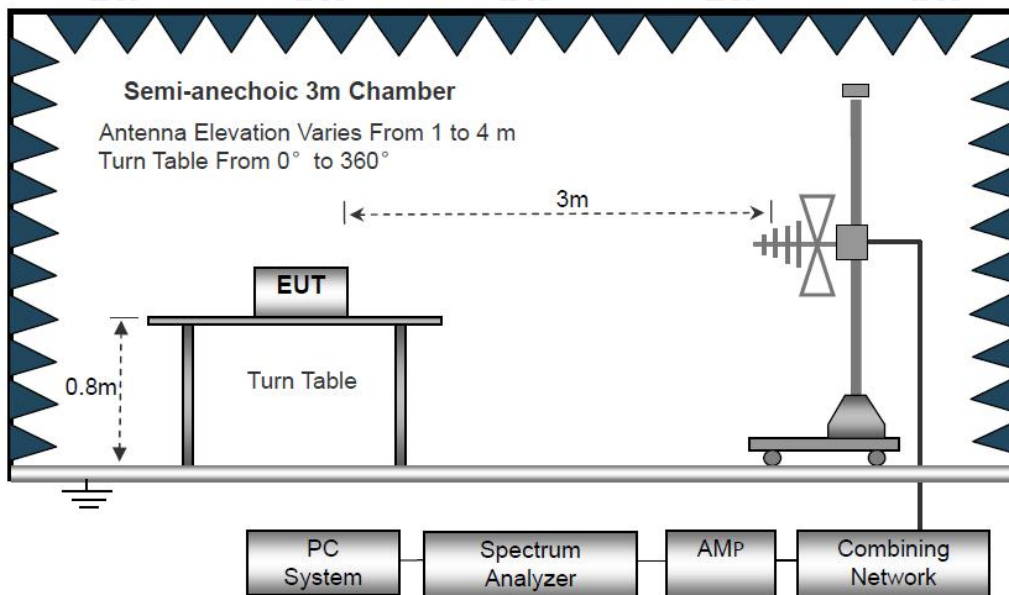 Semi-anechoic 3m Chamber
Antenna Elevation Varies From 1 to 4 m
Turn Table From 0° to 360°
3m
EUT
0.8m
Turn Table
PC
System
Spectrum
Analyzer
AMP
Combining
Network